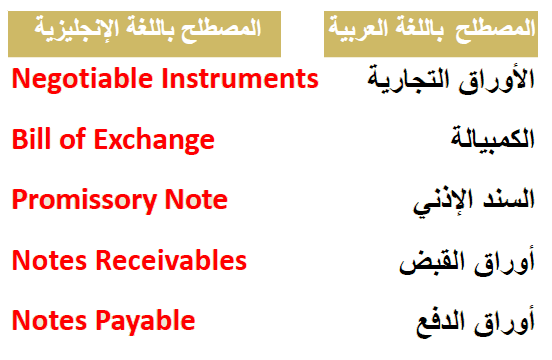 المصطلح باللغة العربية المصطلح باللغة الإنجليزية
الأوراق التجارية Negotiable Instruments
الكمبيالة Bill of Exchange
السند الإذني Promissory Note
أوراق القبض Notes Receivables
أوراق الدفع Notes Payable